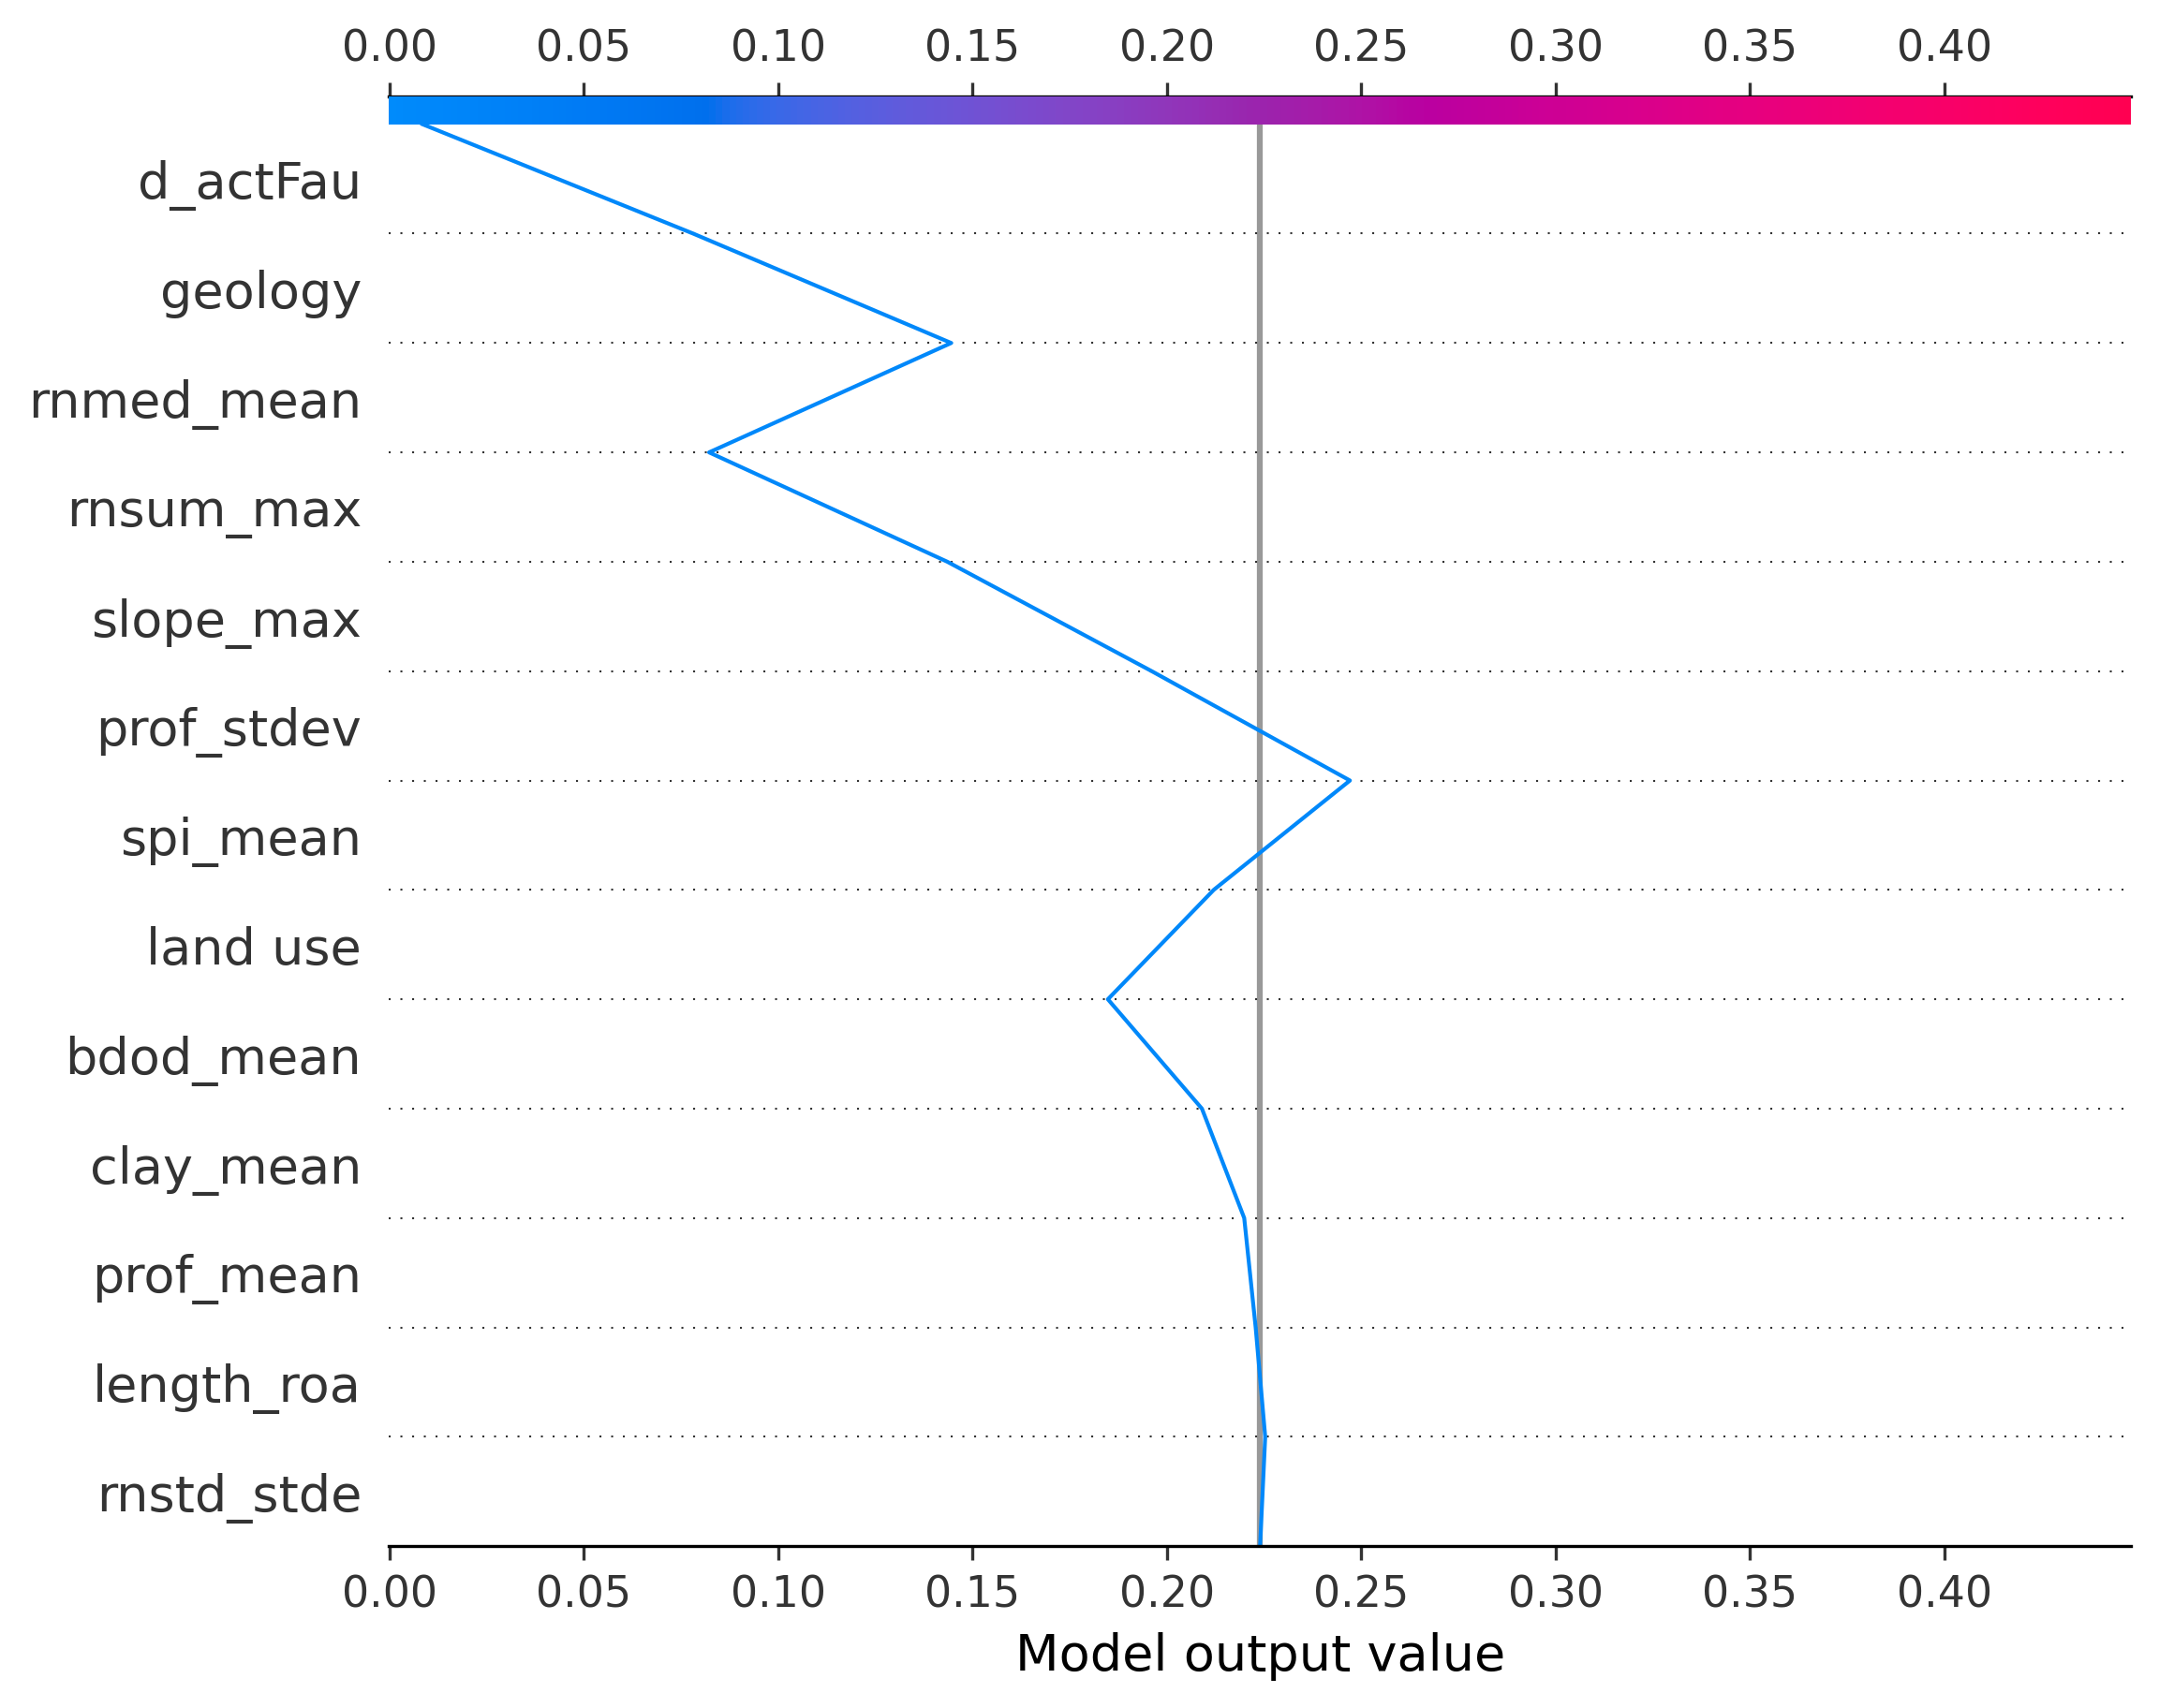 0.00 0.05 0.10 0.15 0.20 0.25 0.30 0.35 0.40
d_actFau
geology
rnmed_mean
rnsum_max
slope_max
prof_stdev
spi_mean
land use
bdod_mean
clay_mean
prof_mean
length_roa
rnstd_stde
0.00 0.05 0.10 0.15 0.20 0.25 0.30 0.35 0.40
Model output value